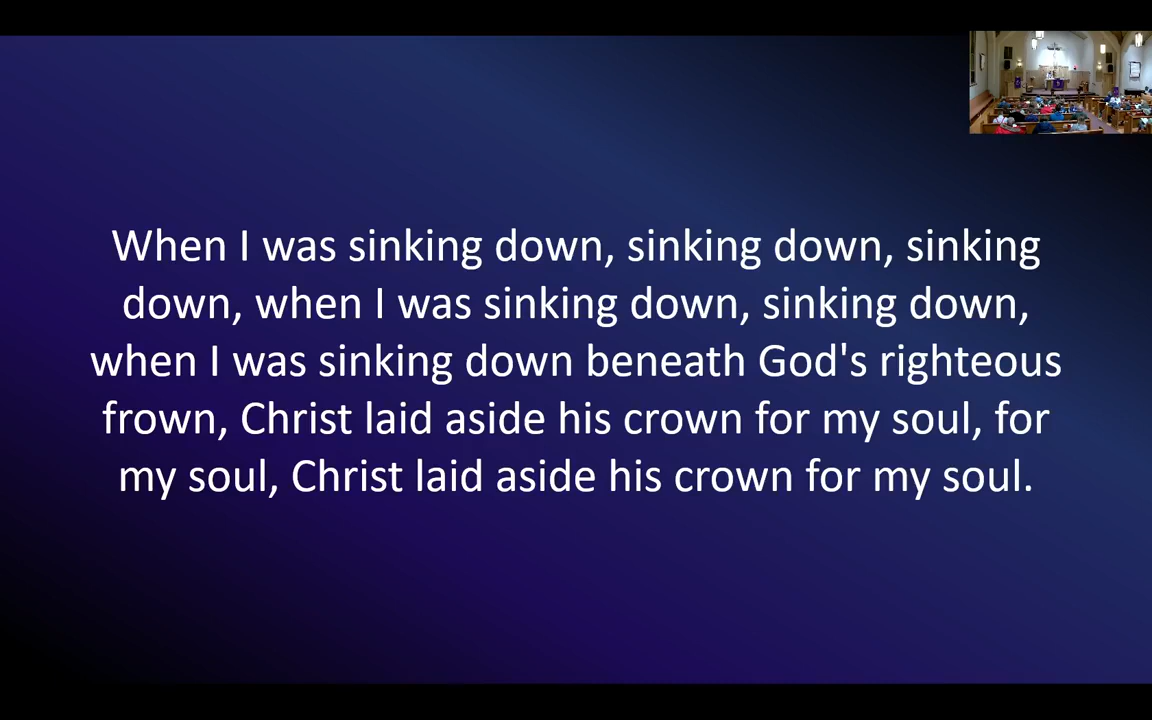 When I was sinking down, sinking down, sinking
down, when I was sinking down, sinking down,
when I was sinking down beneath God's righteous
frown, Christ laid aside his crown for my soul, for
my soul, Christ laid aside his crown for my soul.